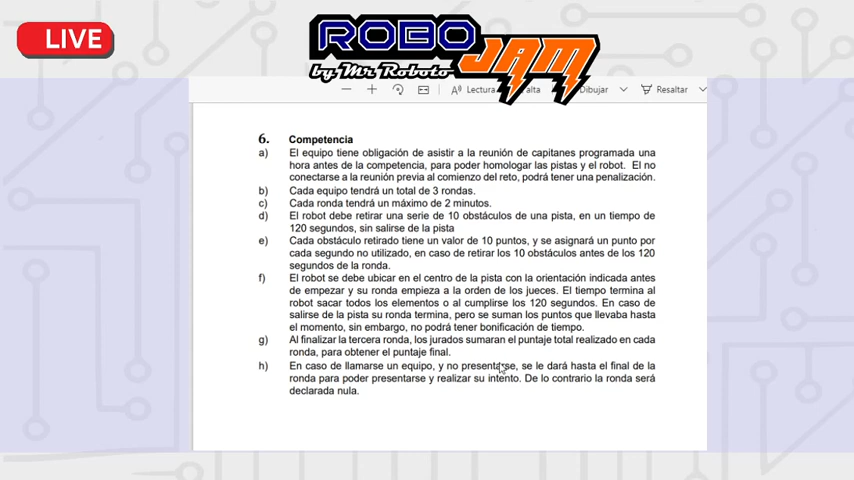 LIVE
ROBO
JAM
by Mr Roboto
Lectura
alta
Dibujar
Resaltar
6. Competencia
a) El equipo tiene obligación de asistir a la reunión de capitanes programada una
hora antes de la competencia, para poder homologar las pistas y el robot. El no
conectarse a la reunión previa al comienzo del reto, podrá tener una penalización.
b) Cada equipo tendrá un total de 3 rondas.
c) Cada ronda tendrá un máximo de 2 minutos.
d) El robot debe retirar una serie de 10 obstáculos de una pista, en un tiempo de
120 segundos, sin salirse de la pista
e) Cada obstáculo retirado tiene un valor de 10 puntos, y se asignará un punto por
cada segundo no utilizado, en caso de retirar los 10 obstáculos antes de los 120
segundos de la ronda.
f) El robot se debe ubicar en el centro de la pista con la orientación indicada antes
de empezar y su ronda empieza a la orden de los jueces. El tiempo termina al
robot sacar todos los elementos o al cumplirse los 120 segundos. En caso de
salirse de la pista su ronda termina, pero se suman los puntos que llevaba hasta
el momento, sin embargo, no podrá tener bonificación de tiempo.
g) Al finalizar la tercera ronda, los jurados sumaran el puntaje total realizado en cada
ronda, para obtener el puntaje final.
h) En caso de llamarse un equipo, y no presentarse, se le dará hasta el final de la
ronda para poder presentarse y realizar su intento. De lo contrario la ronda será
declarada nula.